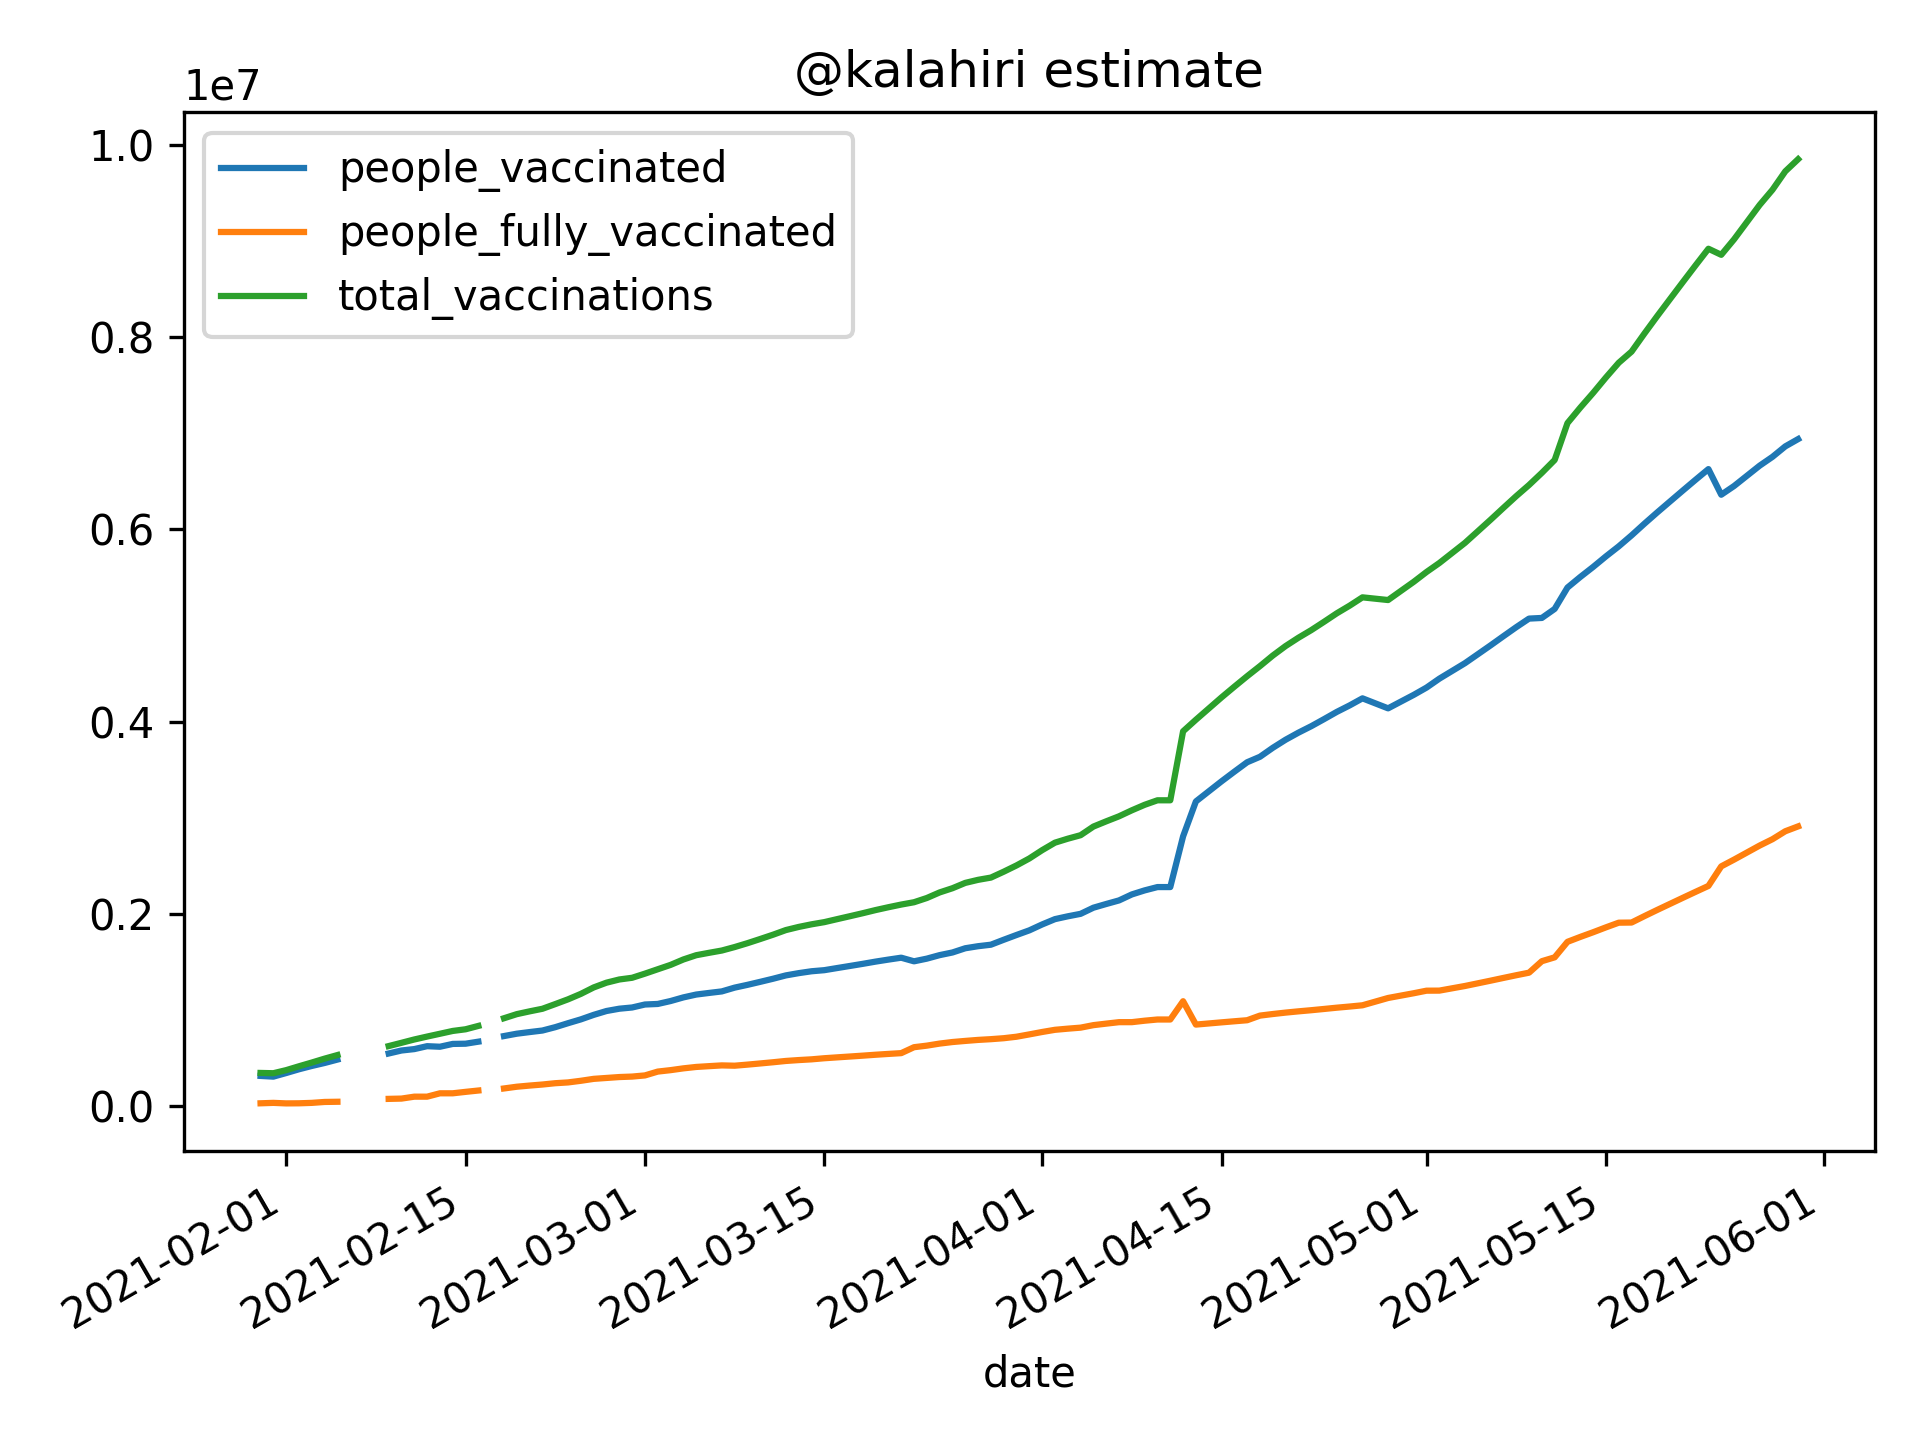 @kalahiri estimate
1e7
1.0
0.8
0.6
0.4
0.2
0.0
people_vaccinated
people_fully_vaccinated
total_vaccinations
2021-02-01
2021-02-15
2021-03-01
2021-03-15
2021-04-01
2021-04-15
2021-05-01
2021-05-15
2021-06-01
date